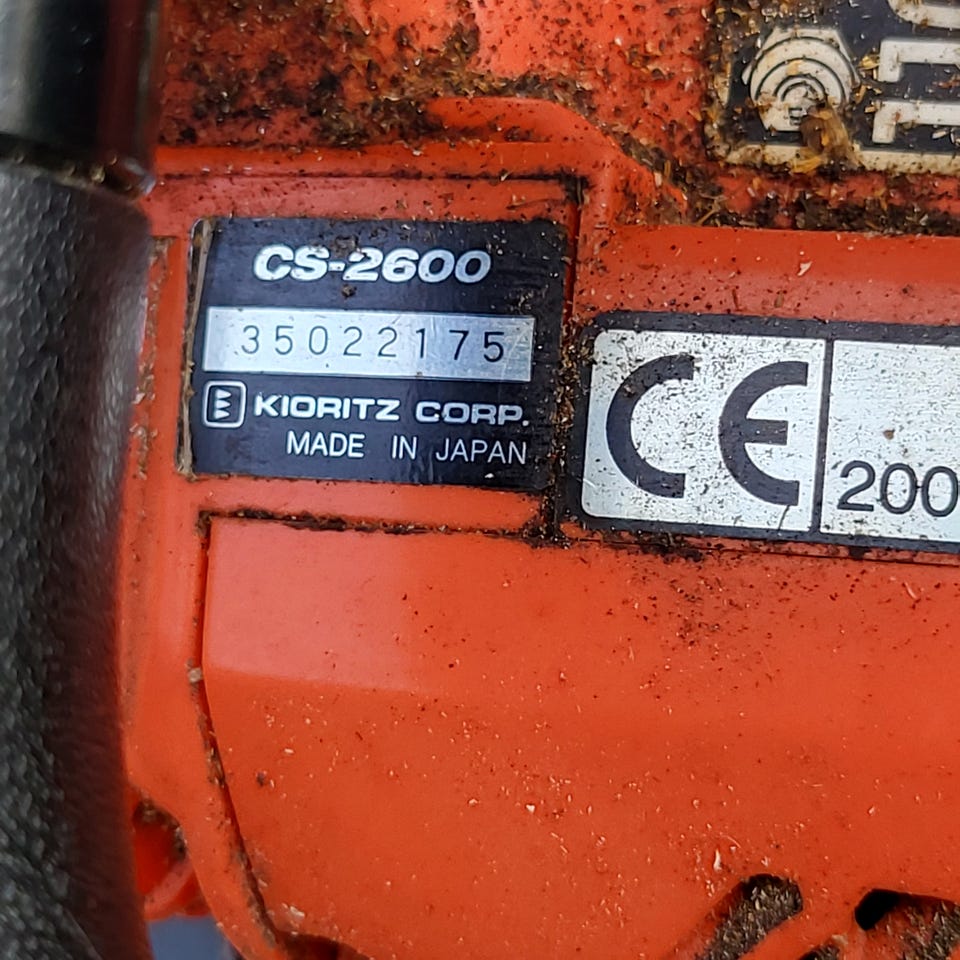 CS-2600
35022175
KIORITZ CORP.
MADE IN JAPAN
CE
200